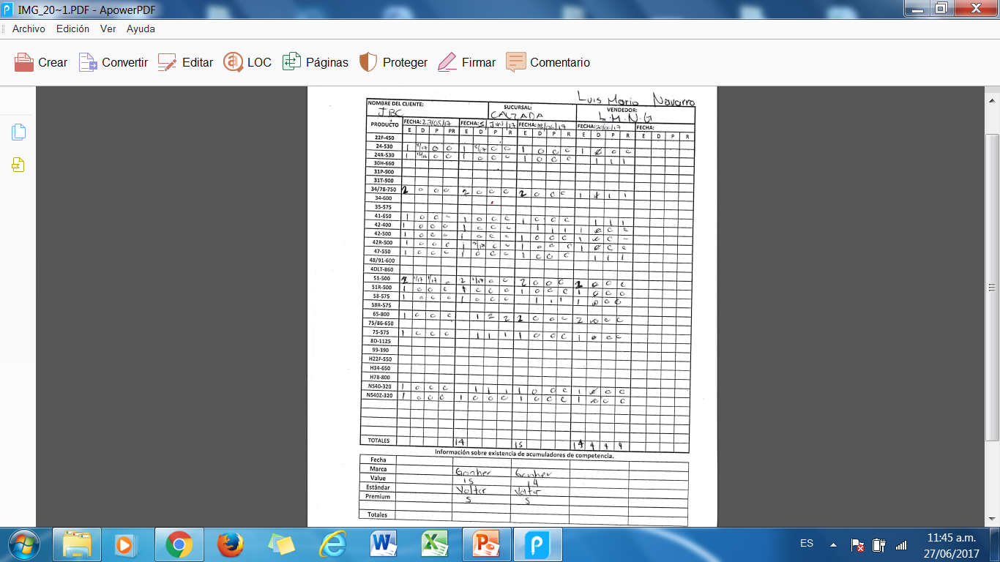 IMG_20~1.PDF - ApowerPDF
Archivo Edición Ver Ayuda
Crear Convertir Editar LOC Páginas Proteger Firmar Comentario
Luis Mario Navarro
NOMBRE DEL CLIENTE: SUCURSAL: VENDEDOR:
JBC CALZADA L.M.N.G
PRODUCTO FECHA: 23/05/17 FECHA: 5/JUN/17 FECHA: /06/17 FECHA: 20/06/17 FECHA:
E D P PR E D P R E D P R E D P R E D P R
22F-450
24-530 1 0 0 1 0 0 1 0 0 0 1 0 0 0
24R-530 1 0 0 1 0 0 0 1 0 0 0 1 1 1
30H-660
31P-900
31T-900
34/78-750 2 0 0 0 2 0 0 0 2 0 0 0 1 1 1 1
34-600
35-575
41-650 1 0 0 1 0 0 0 1 0 0 0 1 1 1
42-400 1 0 0 0 1 0 0 0 1 1 1 1 0 0 0
42-500 1 0 0 0 1 0 0 0 1 0 0 0 1 0 0
42R-500 1 0 0 0 1 0 0 1 0 0 0 1 0 0 0
47-550 1 0 0 0 1 0 0 0 1 0 0 0 1 1 1
48/91-600
4DLT-860
51-500 2 1/17 1/17 0 2 1/17 0 0 2 0 0 0 2 0 0 0
51R-500 1 0 0 0 1 0 0 0 1 0 0 0 1 0 0 0
58-575 1 0 0 0 1 0 0 0 1 1 1 1 0 0 0
58R-575
65-800 1 0 0 0 1 2 2 2 0 0 0 2 0 0 0
75/86-650
75-575 1 0 0 0 1 1 1 1 0 0 0 1 0 0 0
8D-1125
99-390
H22F-550
H34-650
H78-800
NS40-320 1 0 0 0 1 1 1 1 0 0 0 1 0 0 0
NS40Z-320 1 0 0 0 1 0 0 0 1 0 0 0 1 0 0 0
TOTALES 14 15 14 4 4 4
Información sobre existencia de acumuladores de competencia.
Fecha
Marca Gonher Gonher
Value 15 14
Estándar Voltar Voltar
Premium 5 5
Totales
ES 11:45 a.m.
27/06/2017